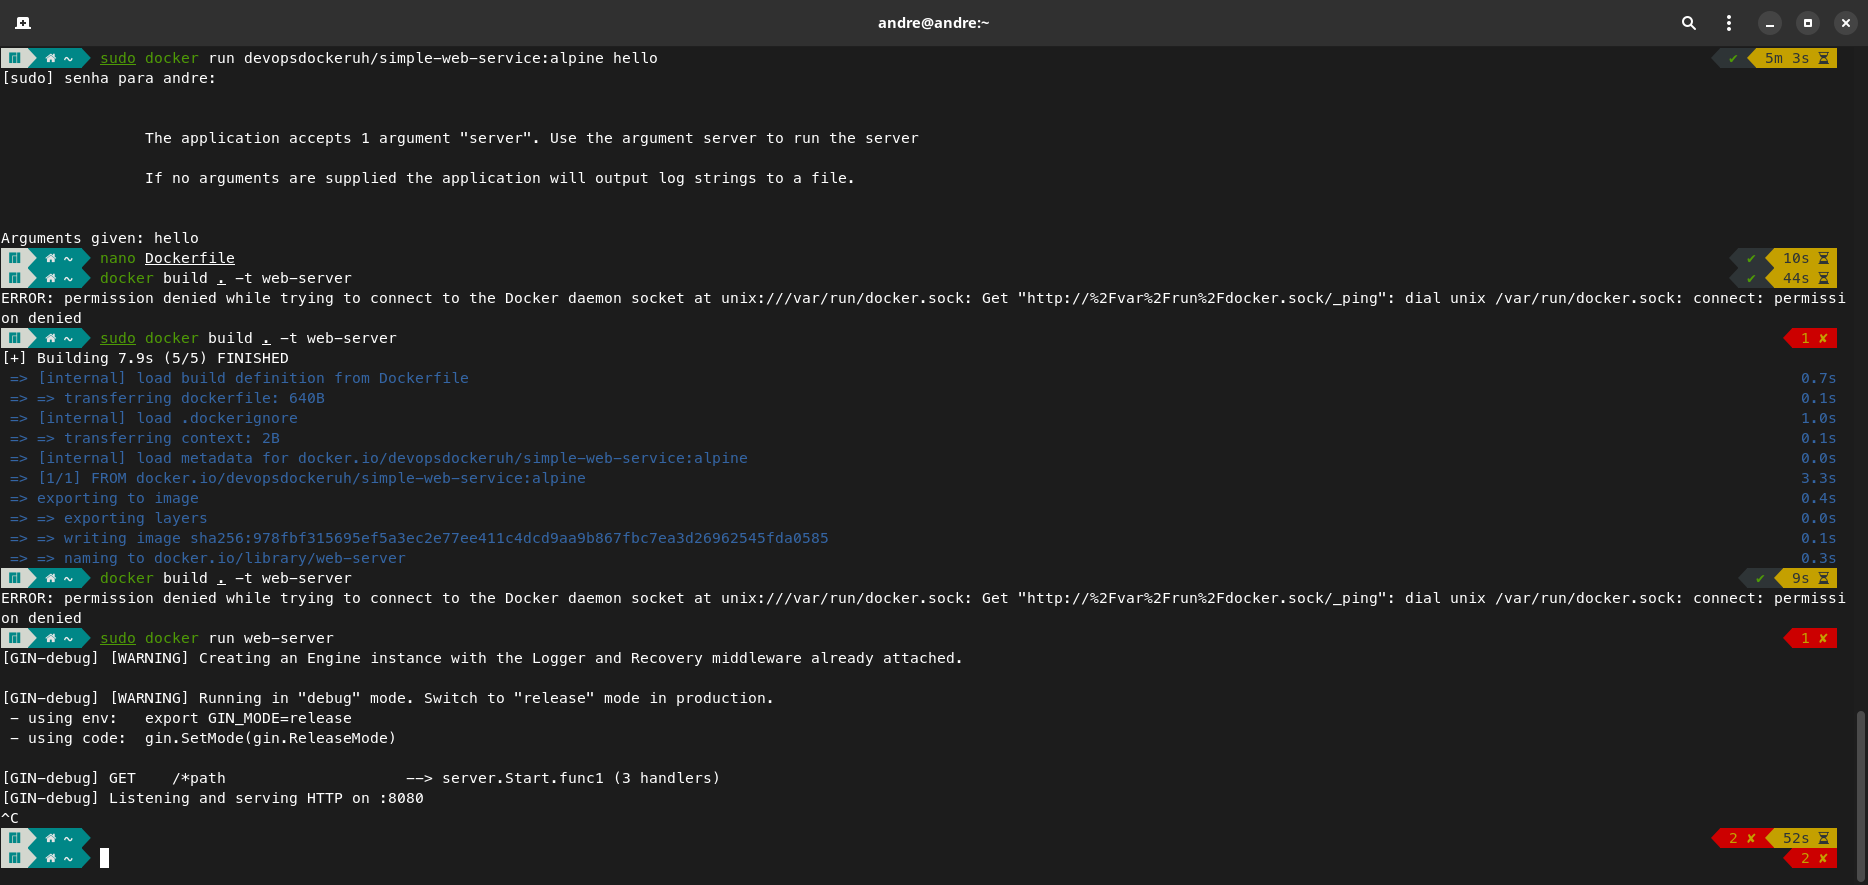 andre@andre:~
~ sudo docker run devopsdockeruh/simple-web-service:alpine hello ✔ 5m 3s
[sudo] senha para andre:
The application accepts 1 argument "server". Use the argument server to run the server
If no arguments are supplied the application will output log strings to a file.
Arguments given: hello
~ nano Dockerfile ✔ 10s
~ docker build . -t web-server ✔ 44s
ERROR: permission denied while trying to connect to the Docker daemon socket at unix:///var/run/docker.sock: Get "http://%2Fvar%2Frun%2Fdocker.sock/_ping": dial unix /var/run/docker.sock: connect: permissi
on denied
~ sudo docker build . -t web-server 1 ✘
[+] Building 7.9s (5/5) FINISHED
=> [internal] load build definition from Dockerfile 0.7s
=> => transferring dockerfile: 640B 0.1s
=> [internal] load .dockerignore 1.0s
=> => transferring context: 2B 0.1s
=> [internal] load metadata for docker.io/devopsdockeruh/simple-web-service:alpine 0.0s
=> [1/1] FROM docker.io/devopsdockeruh/simple-web-service:alpine 3.3s
=> exporting to image 0.4s
=> => exporting layers 0.0s
=> => writing image sha256:978fbf315695ef5a3ec2e77ee411c4dcd9aa9b867fbc7ea3d26962545fda0585 0.1s
=> => naming to docker.io/library/web-server 0.3s
~ docker build . -t web-server ✔ 9s
ERROR: permission denied while trying to connect to the Docker daemon socket at unix:///var/run/docker.sock: Get "http://%2Fvar%2Frun%2Fdocker.sock/_ping": dial unix /var/run/docker.sock: connect: permissi
on denied
~ sudo docker run web-server 1 ✘
[GIN-debug] [WARNING] Creating an Engine instance with the Logger and Recovery middleware already attached.
[GIN-debug] [WARNING] Running in "debug" mode. Switch to "release" mode in production.
- using env: export GIN_MODE=release
- using code: gin.SetMode(gin.ReleaseMode)
[GIN-debug] GET /*path --> server.Start.func1 (3 handlers)
[GIN-debug] Listening and serving HTTP on :8080
^C
~ 2 ✘ 52s
~ 2 ✘